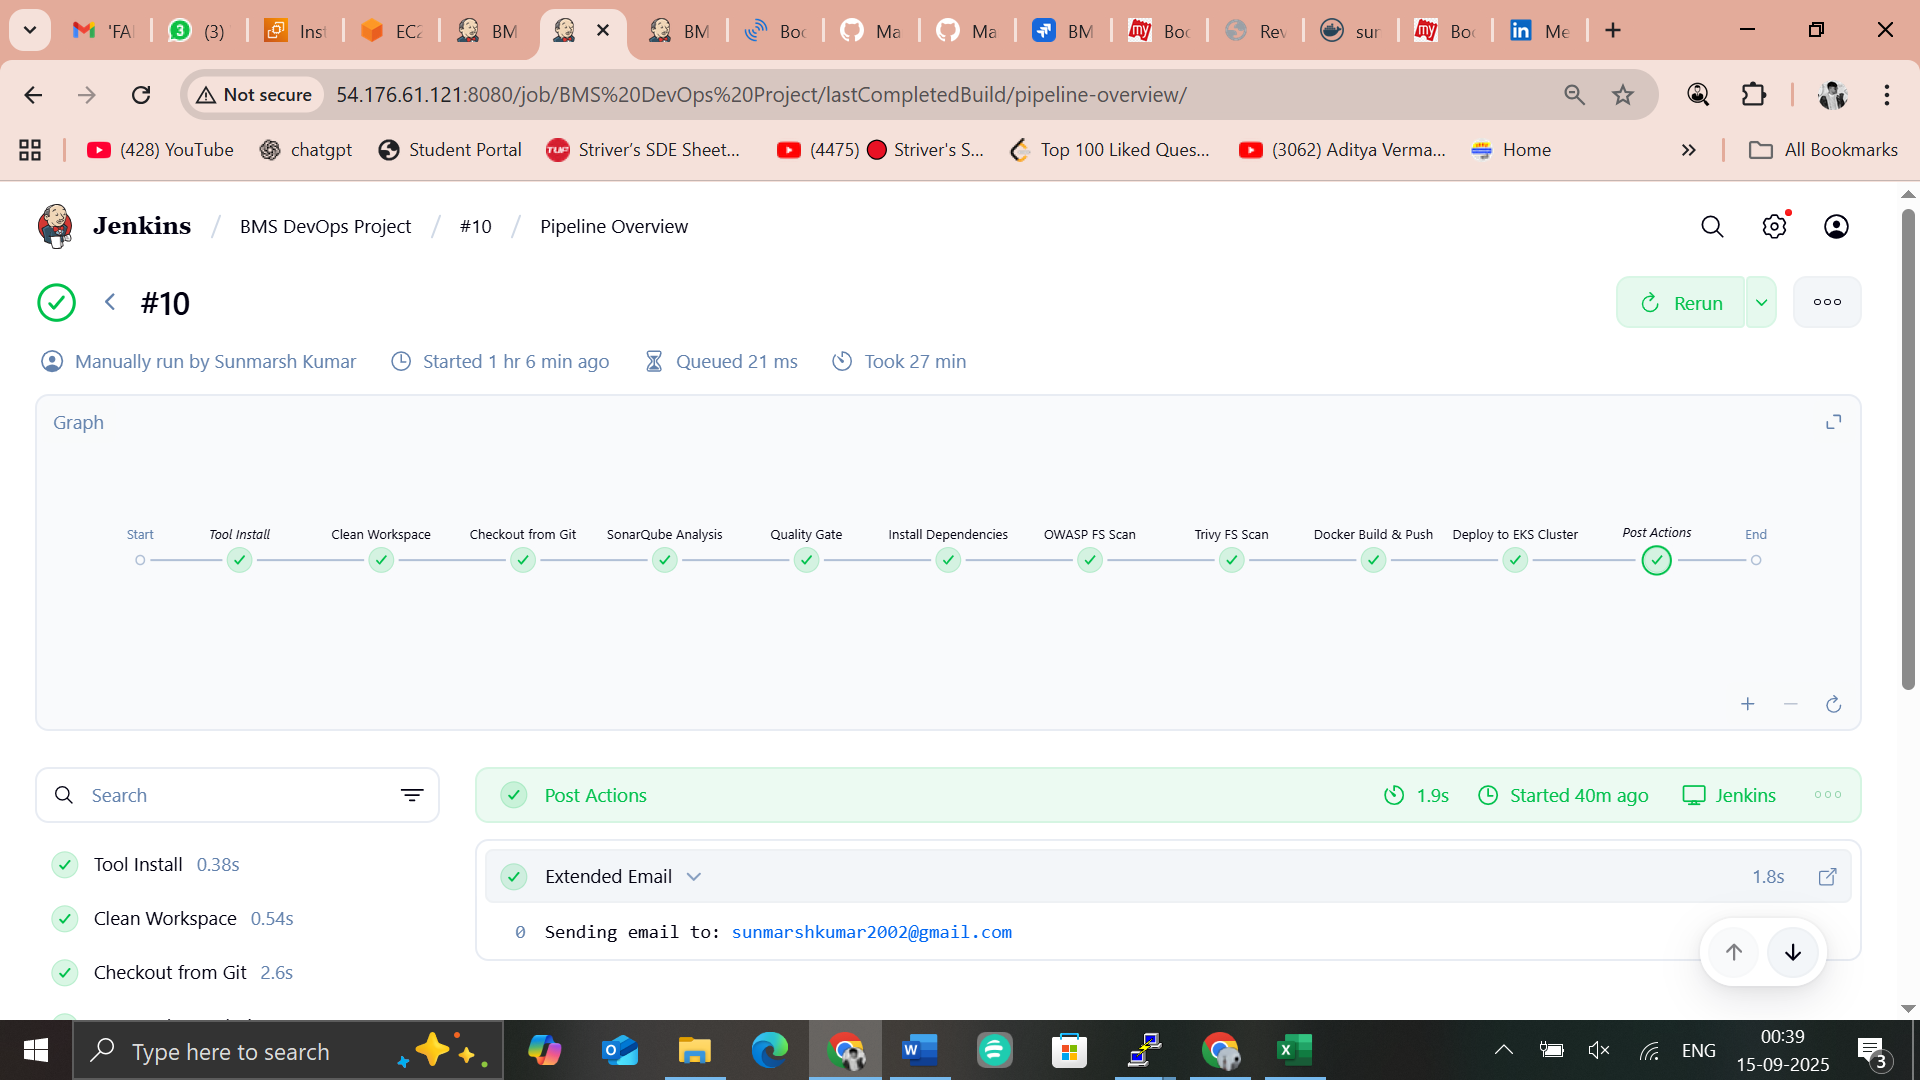 'FA
3 (3)
Inst
EC2
BM
BM
Boo
Ma
Ma
BM
Boo
Rev
sun
Boo
Me
Not secure 54.176.61.121:8080/job/BMS%20DevOps%20Project/lastCompletedBuild/pipeline-overview/
(428) YouTube
chatgpt
Student Portal
TUF Striver's SDE Sheet...
(4475) Striver's S...
Top 100 Liked Ques...
(3062) Aditya Verma...
Home
All Bookmarks
Jenkins / BMS DevOps Project / #10 / Pipeline Overview
#10
Rerun
Manually run by Sunmarsh Kumar Started 1 hr 6 min ago Queued 21 ms Took 27 min
Graph
Start Tool Install Clean Workspace Checkout from Git SonarQube Analysis Quality Gate Install Dependencies OWASP FS Scan Trivy FS Scan Docker Build & Push Deploy to EKS Cluster Post Actions End
Search
Tool Install 0.38s
Clean Workspace 0.54s
Checkout from Git 2.6s
Post Actions 1.9s Started 40m ago Jenkins
Extended Email 1.8s
0 Sending email to: sunmarshkumar2002@gmail.com
Type here to search
ENG
00:39
15-09-2025
3